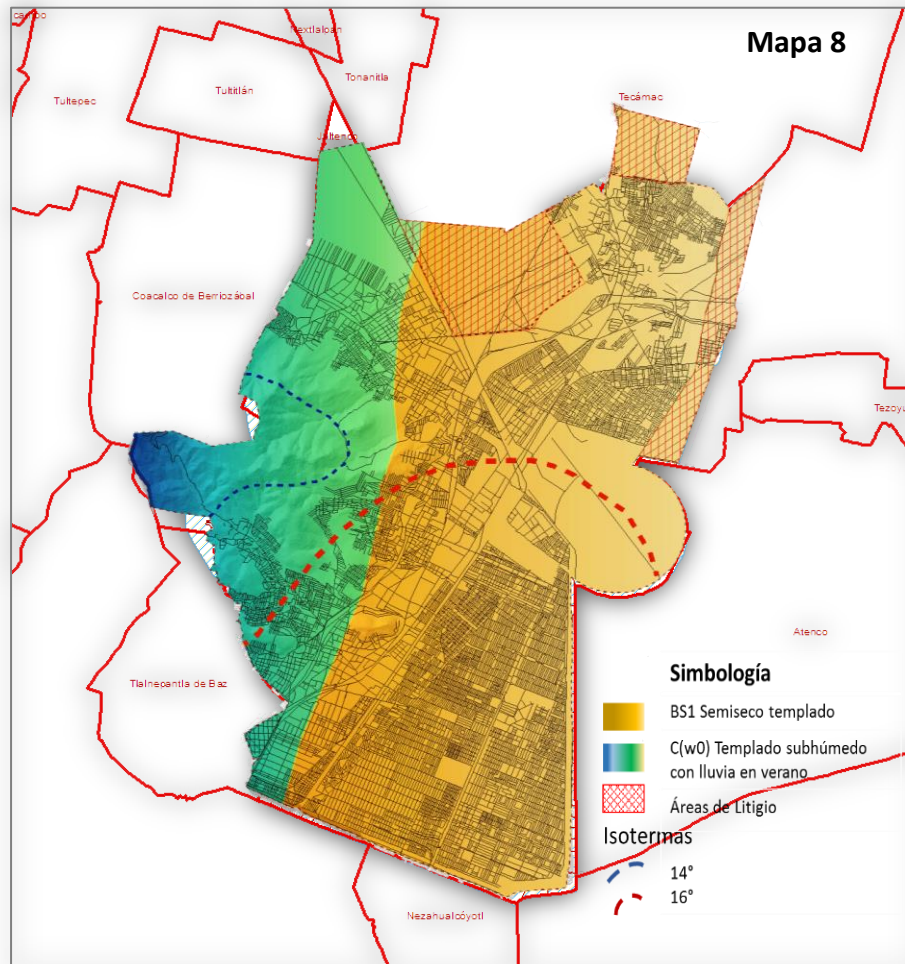 Mapa 8
Nextlalpan
Tonanitla
Tultitlán
Tultepec
Tecámac
Jaltenco
Coacalco de Berriozábal
Tlalnepantla de Baz
Atenco
Nezahualcóyotl
Simbología
BS1 Semiseco templado
C(w0) Templado subhúmedo
con lluvia en verano
Áreas de Litigio
Isotermas
14°
16°